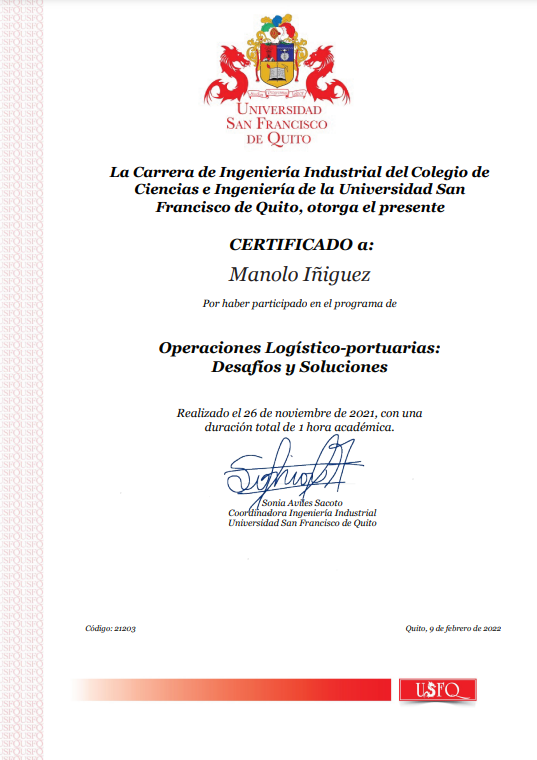 UNIVERSIDAD
SAN FRANCISCO
DE QUITO
La Carrera de Ingeniería Industrial del Colegio de
Ciencias e Ingeniería de la Universidad San
Francisco de Quito, otorga el presente
CERTIFICADO a:
Manolo Iñiguez
Por haber participado en el programa de
Operaciones Logístico-portuarias:
Desafíos y Soluciones
Realizado el 26 de noviembre de 2021, con una
duración total de 1 hora académica.
Sonia Avilés Sacoto
Coordinadora Ingeniería Industrial
Universidad San Francisco de Quito
Código: 21203
Quito, 9 de febrero de 2022
USFQ